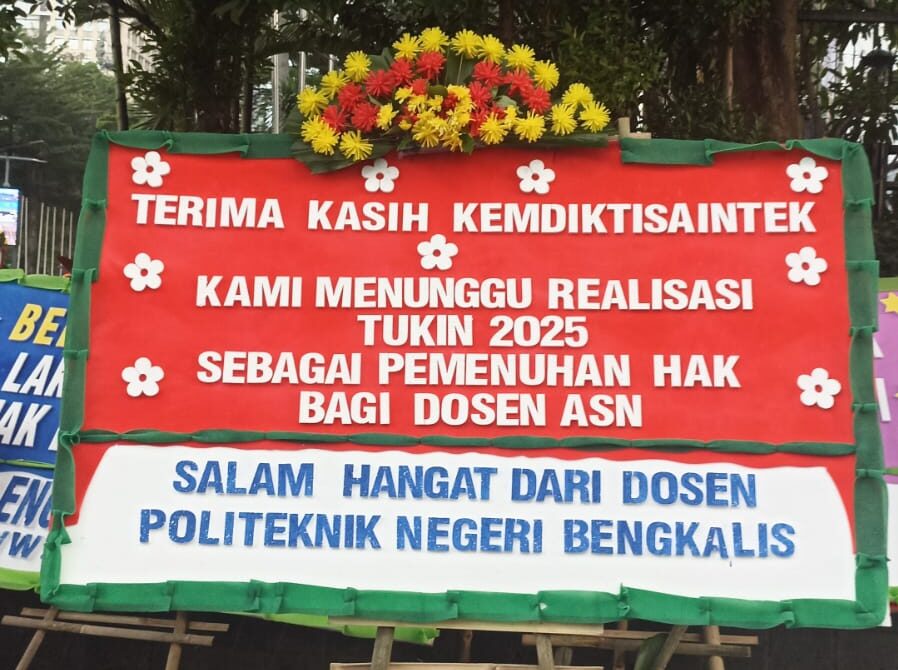 TERIMA KASIH KEMDIKTISAINTEK
KAMI MENUNGGU REALISASI
TUKIN 2025
SEBAGAI PEMENUHAN HAK
BAGI DOSEN ASN
SALAM HANGAT DARI DOSEN
POLITEKNIK NEGERI BENGKALIS